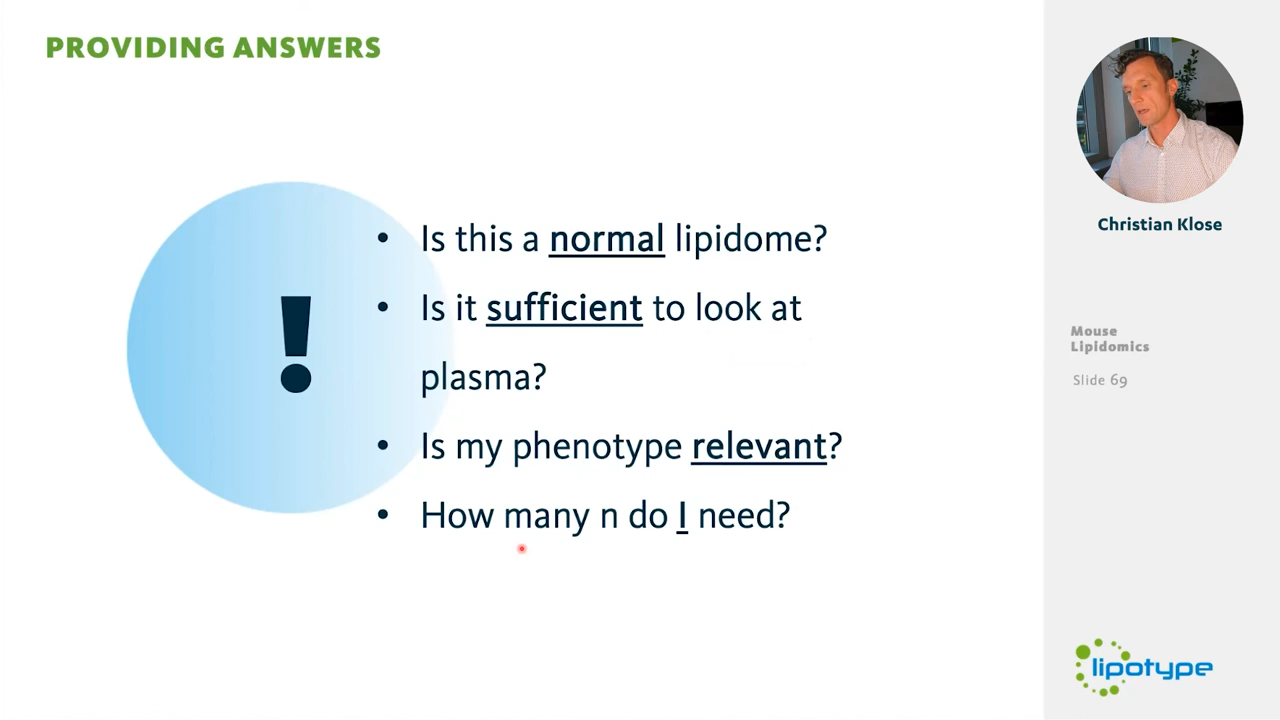 PROVIDING ANSWERS
!
• Is this a normal lipidome?
• Is it sufficient to look at
plasma?
• Is my phenotype relevant?
• How many n do I need?
Christian Klose
Mouse
Lipidomics
Slide 69
lipotype